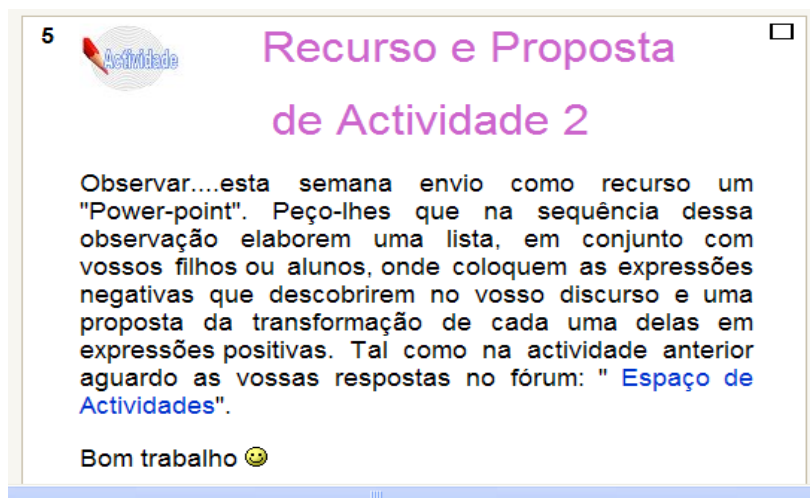 5
Actividade
Recurso e Proposta
de Actividade 2
Observar....esta semana envio como recurso um
"Power-point". Peço-lhes que na sequência dessa
observação elaborem uma lista, em conjunto com
vossos filhos ou alunos, onde coloquem as expressões
negativas que descobrirem no vosso discurso e uma
proposta da transformação de cada uma delas em
expressões positivas. Tal como na actividade anterior
aguardo as vossas respostas no fórum: " Espaço de
Actividades".
Bom trabalho